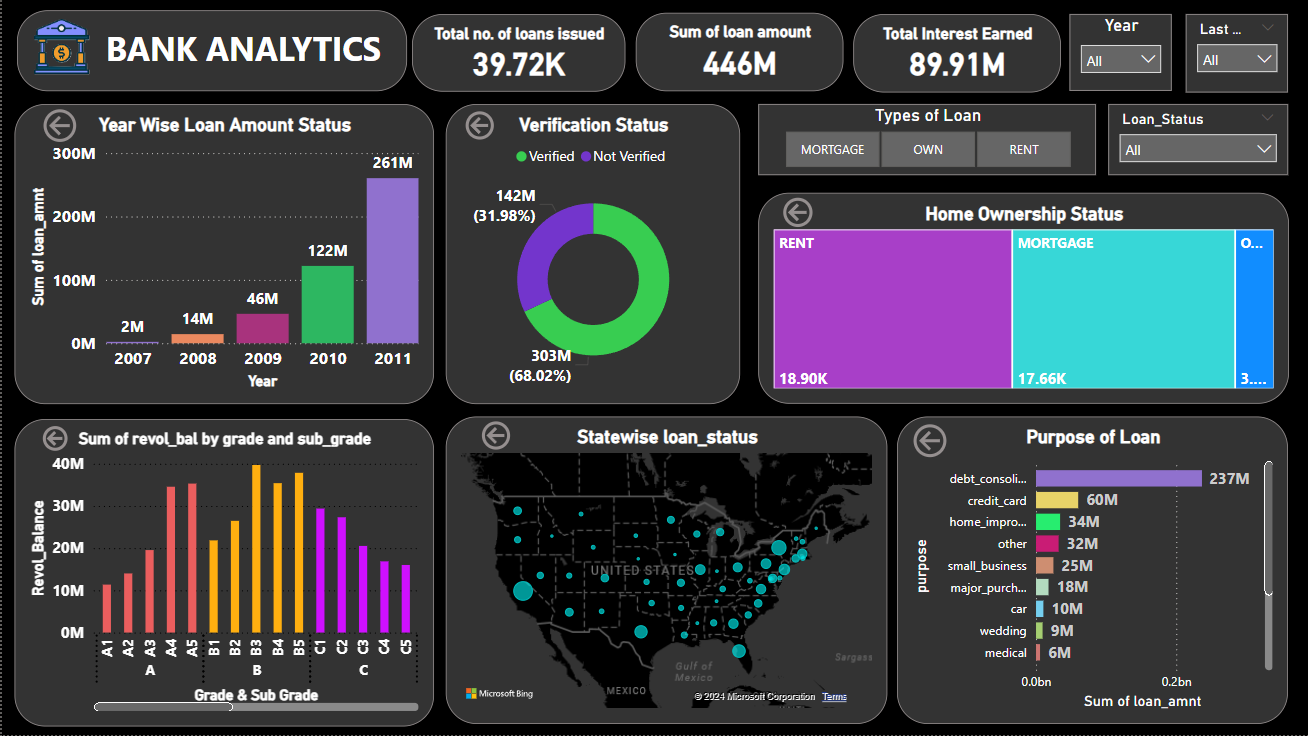 BANK ANALYTICS
Total no. of loans issued
39.72K
Sum of loan amount
446M
Total Interest Earned
89.91M
Year
All
Last ...
All
Year Wise Loan Amount Status
Sum of loan_amnt
300M
200M
100M
0M
2M
14M
46M
122M
261M
2007 2008 2009 2010 2011
Year
Verification Status
Verified Not Verified
142M
(31.98%)
303M
(68.02%)
Types of Loan
MORTGAGE OWN RENT
Loan_Status
All
Home Ownership Status
RENT
18.90K
MORTGAGE
17.66K
O...
3....
Sum of revol_bal by grade and sub_grade
Revol_Balance
40M
30M
20M
10M
0M
A1 A2 A3 A4 A5 B1 B2 B3 B4 B5 C1 C2 C3 C4 C5
A B C
Grade & Sub Grade
Statewise loan_status
UNITED STATES
Gulf of
Mexico
MEXICO
Sargass
Microsoft Bing
© 2024 Microsoft Corporation Terms
Purpose of Loan
purpose
debt_consoli... 237M
credit_card 60M
home_impro... 34M
other 32M
small_business 25M
major_purch... 18M
car 10M
wedding 9M
medical 6M
0.0bn 0.2bn
Sum of loan_amnt